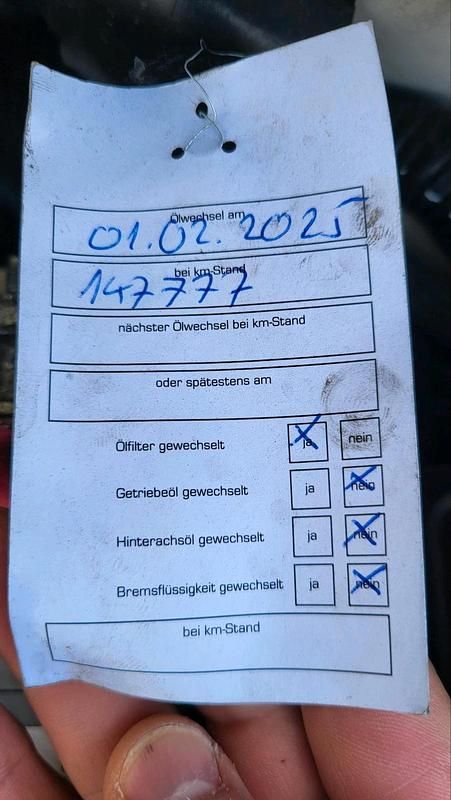 Ölwechsel am
01.02.2025
bei km-Stand
147777
nächster Ölwechsel bei km-Stand
oder spätestens am
Ölfilter gewechselt ja nein
Getriebeöl gewechselt ja nein
Hinterachsöl gewechselt ja nein
Bremsflüssigkeit gewechselt ja nein
bei km-Stand